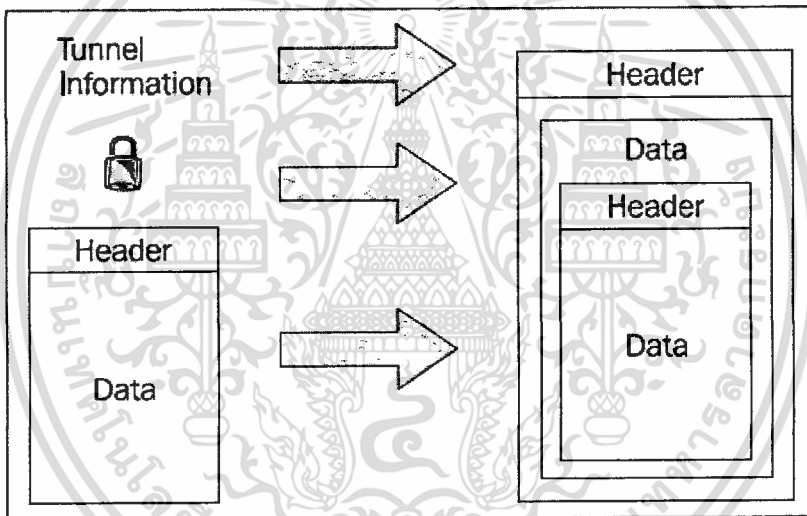 Tunnel
Information
Header
Data
Header
Data
Header
Data